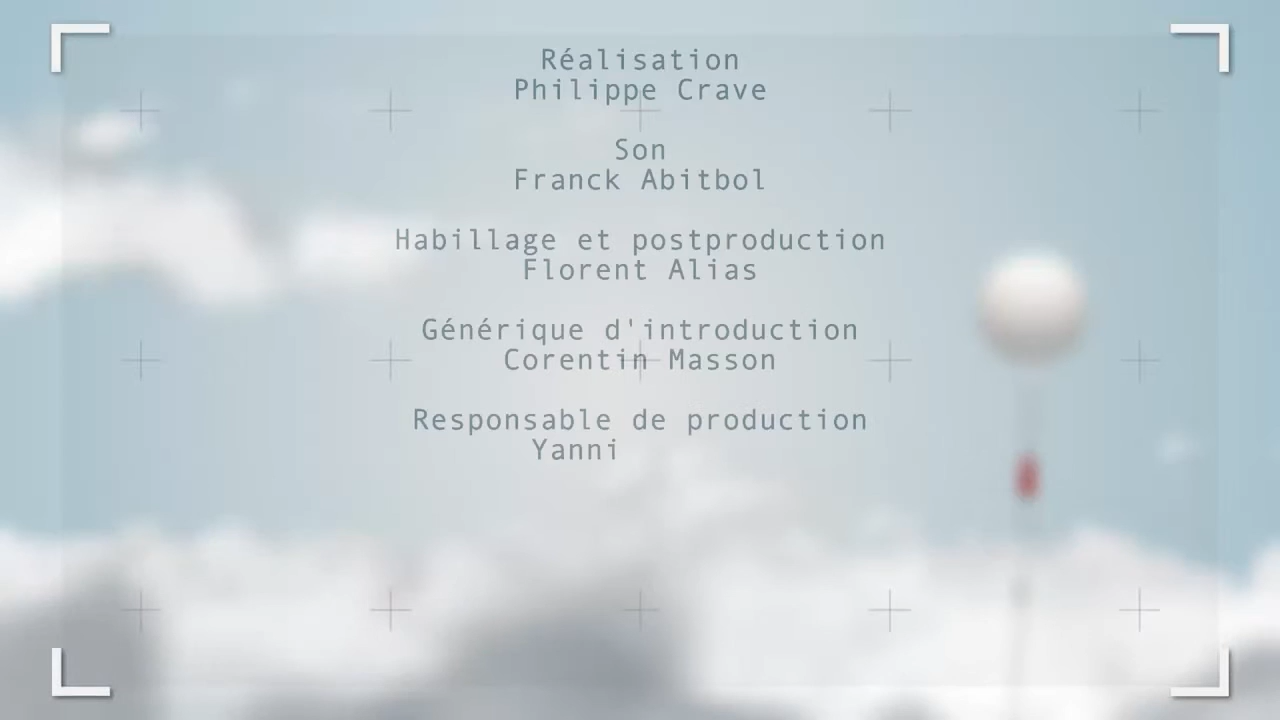 Réalisation
Philippe Crave
Son
Franck Abitbol
Habillage et postproduction
Florent Alias
Générique d'introduction
Corentin Masson
Responsable de production
Yanni